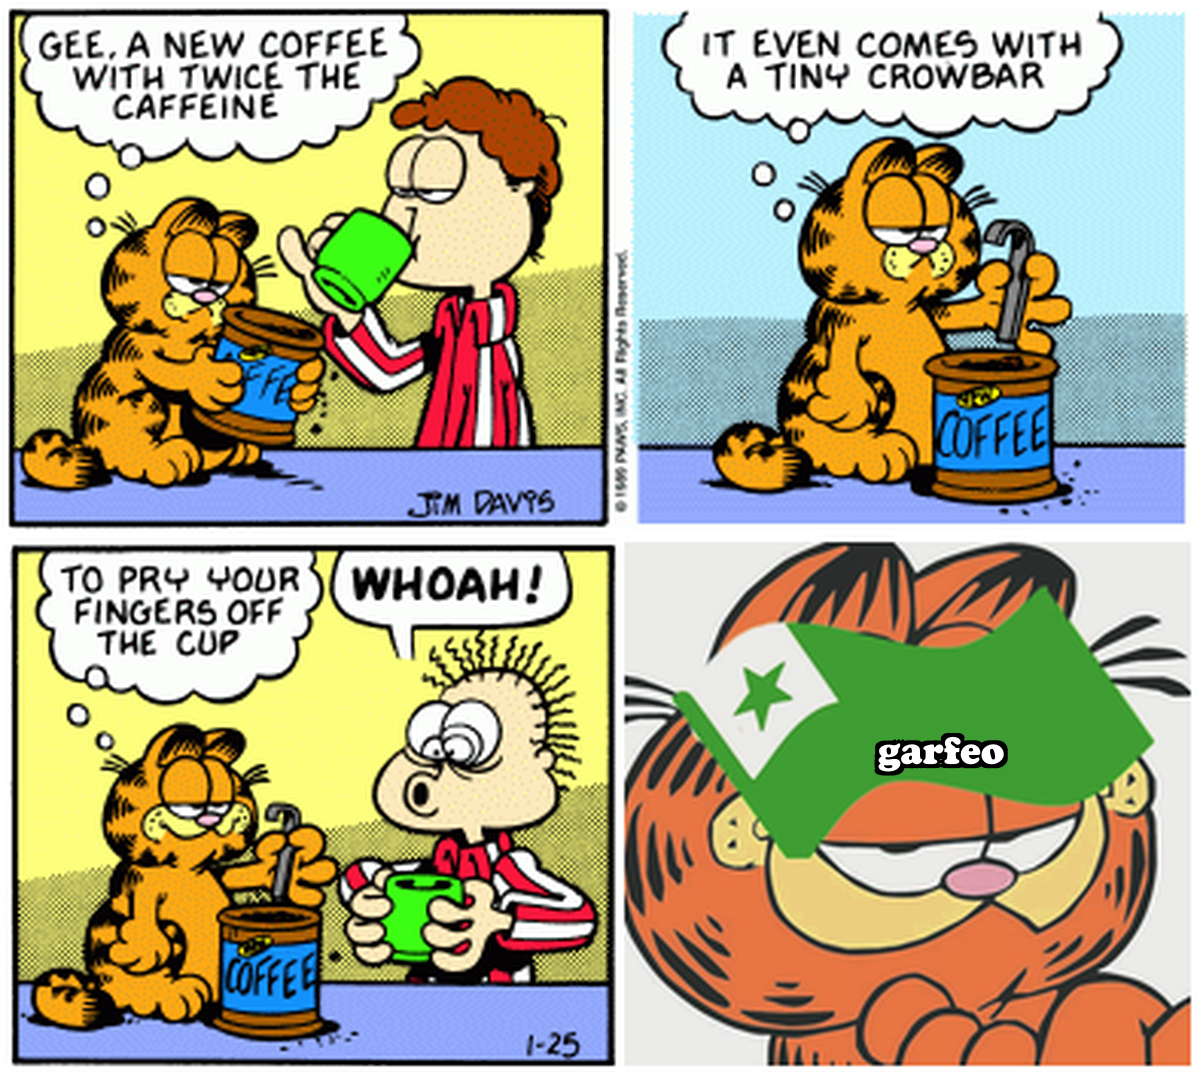 GEE, A NEW COFFEE
WITH TWICE THE
CAFFEINE
JIM DAVIS
IT EVEN COMES WITH
A TINY CROWBAR
NEW
COFFEE
TO PRY YOUR
FINGERS OFF
THE CUP
WHOAH!
COFFEE
1-25
garfeo